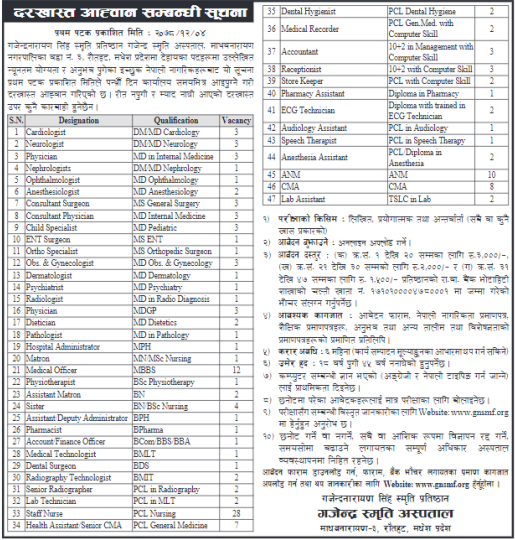 दरखास्त आह्वान सम्बन्धी सूचना
प्रथम पटक प्रकाशित मिति : २०७८/१२/०४
गजेन्द्रनारायण सिंह स्मृति प्रतिष्ठान गजेन्द्र स्मृति अस्पताल, माधवनारायण
नगरपालिका वडा नं. ३, रौतहट, मधेश प्रदेशमा देहायका पदहरूमा उल्लेखित
न्यूनतम योग्यता र अनुभव पुगेका इच्छुक नेपाली नागरिकहरूबाट यो सूचना
प्रथम पटक प्रकाशित मितिले पन्ध्रौं दिन कार्यालय समयभित्र आइपुग्ने गरी
दरखास्त आह्वान गरिएको छ। रीत नपुगी र म्याद नाघी आएको दरखास्त
उपर कुनै कारबाही हुनेछैन।
S.N. Designation Qualification Vacancy
1 Cardiologist DM/MD Cardiology 3
2 Neurologist DM/MD Neurology 3
3 Physician MD in Internal Medicine 3
4 Nephrologists DM/MD Nephrology 1
5 Ophthalmologist MD Ophthalmology 1
6 Anesthesiologist MD Anesthesiology 2
7 Consultant Surgeon MS General Surgery 3
8 Consultant Physician MD Internal Medicine 3
9 Child Specialist MD Pediatric 3
10 ENT Surgeon MS ENT 1
11 Ortho Specialist MS Orthopedic Surgeon 1
12 Obs. & Gynecologist MD Obs. & Gynecology 3
13 Dermatologist MD Dermatology 1
14 Psychiatrist MD Psychiatry 1
15 Radiologist MD in Radio Diagnosis 1
16 Physician MDGP 3
17 Dietician MD Dietetics 2
18 Pathologist MD in Pathology 1
19 Hospital Administrator MPH 1
20 Matron MN/MSc Nursing 1
21 Medical Officer MBBS 12
22 Physiotherapist BSc Physiotherapy 1
23 Assistant Matron BN 2
24 Sister BN/BSc Nursing 4
25 Assistant/Deputy Administrator BPH 1
26 Pharmacist BPharma 1
27 Account/Finance Officer BCom/BBS/BBA 1
28 Medical Technologist BMLT 1
29 Dental Surgeon BDS 1
30 Radiography Technologist BMIT 2
31 Senior Radiographer PCL in Radiography 2
32 Lab Technician PCL in MLT 2
33 Staff Nurse PCL Nursing 28
34 Health Assistant/Senior CMA PCL General Medicine 7
35 Dental Hygienist PCL Dental Hygiene 2
36 Medical Recorder PCL Gen.Med. with Computer Skill 2
37 Accountant 10+2 in Management with Computer Skill 3
38 Receptionist 10+2 with Computer Skill 3
39 Store Keeper PCL with Computer Skill 2
40 Pharmacy Assistant Diploma in Pharmacy 1
41 ECG Technician Diploma with trained in ECG Technician 2
42 Audiology Assistant PCL in Audiology 1
43 Speech Therapist PCL in Speech Therapy 1
44 Anesthesia Assistant PCL/Diploma in Anesthesia 2
45 ANM ANM 10
46 CMA CMA 8
47 Lab Assistant TSLC in Lab 2
१) परीक्षाको किसिम : लिखित, प्रयोगात्मक तथा अन्तर्वार्ता (सबै वा कुनै
खास प्रकारको)
२) आवेदन बुझाउने : अनलाइन अपलोड गर्ने।
३) आवेदन दस्तुर : (क) क्र.सं. १ देखि २० सम्मका लागि रु.३,०००/-,
(ख) क्र.सं. २१ देखि ३० सम्मको लागि रु.२,०००/- र (ग) क्र.सं. ३१
देखि ४७ सम्मका लागि रु. १,५००/- प्रतिष्ठानको रा.बा. बैंक
शाखाको चल्ती खाता नं. मा जम्मा गरेको
भौचर संलग्न गर्नुपर्नेछ।
४) आवश्यक कागजात : आवेदन फाराम, नेपाली नागरिकता प्रमाणपत्र,
शैक्षिक प्रमाणपत्रहरू, अनुभव तथा अन्य तालीम तथा विशेषज्ञताको
प्रमाणपत्रहरूको प्रमाणित प्रतिलिपि।
५) करार अवधि : ६ महिना (कार्य सम्पादन मूल्याङ्कनका आधारमा थप गर्न सकिने)
६) उमेर हद : १८ वर्ष पुगी ४५ वर्ष ननाघेको हुनुपर्नेछ।
७) कम्प्युटर सम्बन्धी ज्ञान भएको (अङ्ग्रेजी र नेपाली टाइपिङ गर्न जान्ने)
लाई प्राथमिकता दिइनेछ।
८) छनोटमा परेका आवेदकहरूलाई मात्र परीक्षाका लागि बोलाइनेछ।
९) परीक्षासँग सम्बन्धी विस्तृत जानकारीका लागि Website: www.gnsmf.org
मा हेर्नुहुन अनुरोध छ।
१०) छनोट गर्ने वा नगर्ने, सबै वा आंशिक रूपमा विज्ञापन रद्द गर्ने,
समयसीमा बढाउने लगायतका सम्पूर्ण अधिकार अस्पताल
व्यवस्थापनमा निहित रहनेछ।
आवेदन फाराम डाउनलोड गर्न, फाराम, बैंक भौचर लगायतका प्रमाण कागजात
अपलोड गर्न तथा थप जानकारीका लागि Website: www.gnsmf.org हेर्नुहोला।
गजेन्द्रनारायण सिंह स्मृति प्रतिष्ठान
गजेन्द्र स्मृति अस्पताल
माधवनारायण-३, रौतहट, मधेश प्रदेश